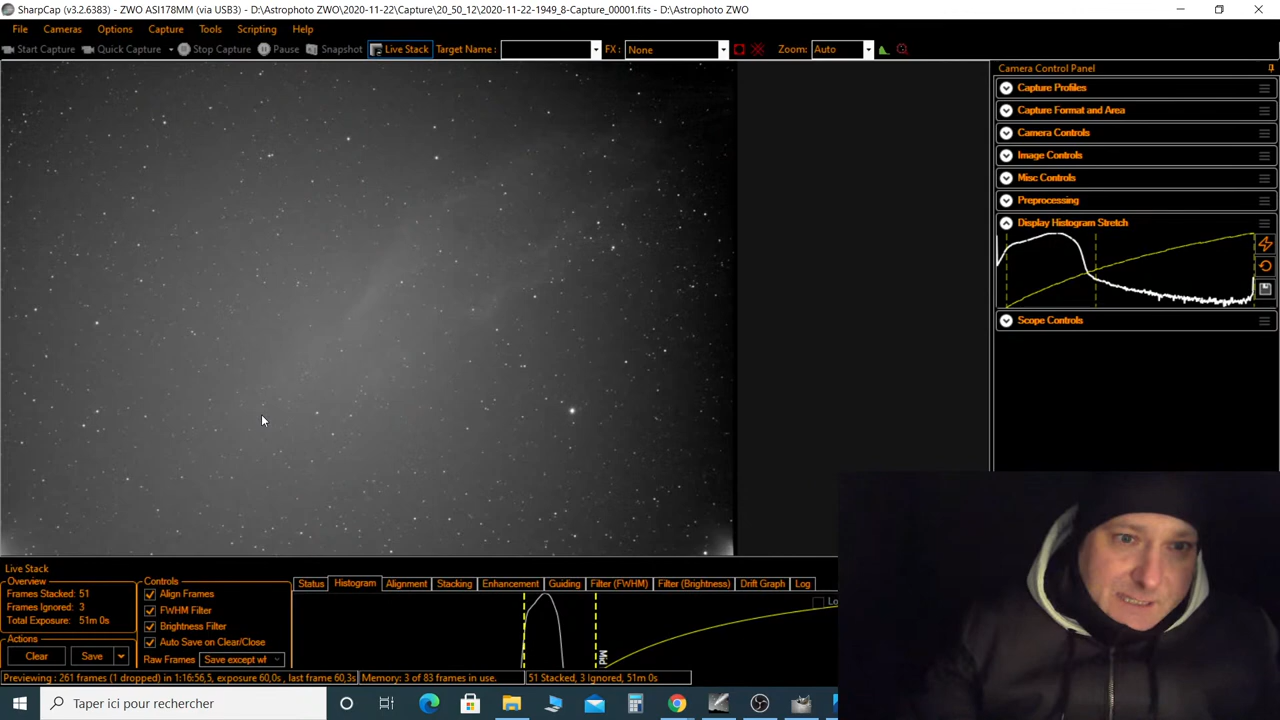 SharpCap (v3.2.6383) - ZWO ASI178MM (via USB3) - D:\Astrophoto ZWO\2020-11-22\Capture\20_50_12\2020-11-22-1949_8-Capture_00001.fits - D:\Astrophoto ZWO
File Cameras Options Capture Tools Scripting Help
Start Capture Quick Capture Stop Capture Pause Snapshot Live Stack Target Name : FX : None Zoom: Auto
Camera Control Panel
Capture Profiles
Capture Format and Area
Camera Controls
Image Controls
Misc Controls
Preprocessing
Display Histogram Stretch
Scope Controls
Live Stack
Overview
Frames Stacked: 51
Frames Ignored: 3
Total Exposure: 51m 0s
Actions
Clear Save
Controls
Align Frames
FWHM Filter
Brightness Filter
Auto Save on Clear/Close
Raw Frames Save except wl
Status Histogram Alignment Stacking Enhancement Guiding Filter (FWHM) Filter (Brightness) Drift Graph Log
Lo
Mid
Previewing : 261 frames (1 dropped) in 1:16:56,5, exposure 60,0s , last frame 60,3s Memory: 3 of 83 frames in use. 51 Stacked, 3 Ignored, 51m 0s
Taper ici pour rechercher